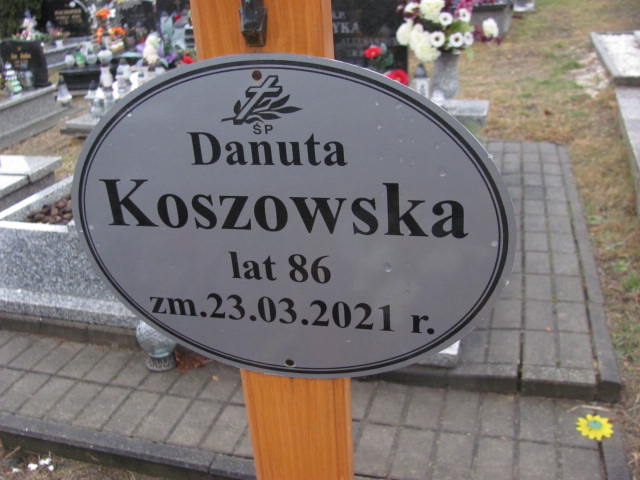 ŚP
Danuta
Koszowska
lat 86
zm.23.03.2021 r.